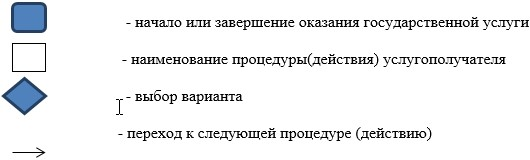 - начало или завершение оказания государственной услуги
- наименование процедуры(действия) услугополучателя
- выбор варианта
- переход к следующей процедуре (действию)